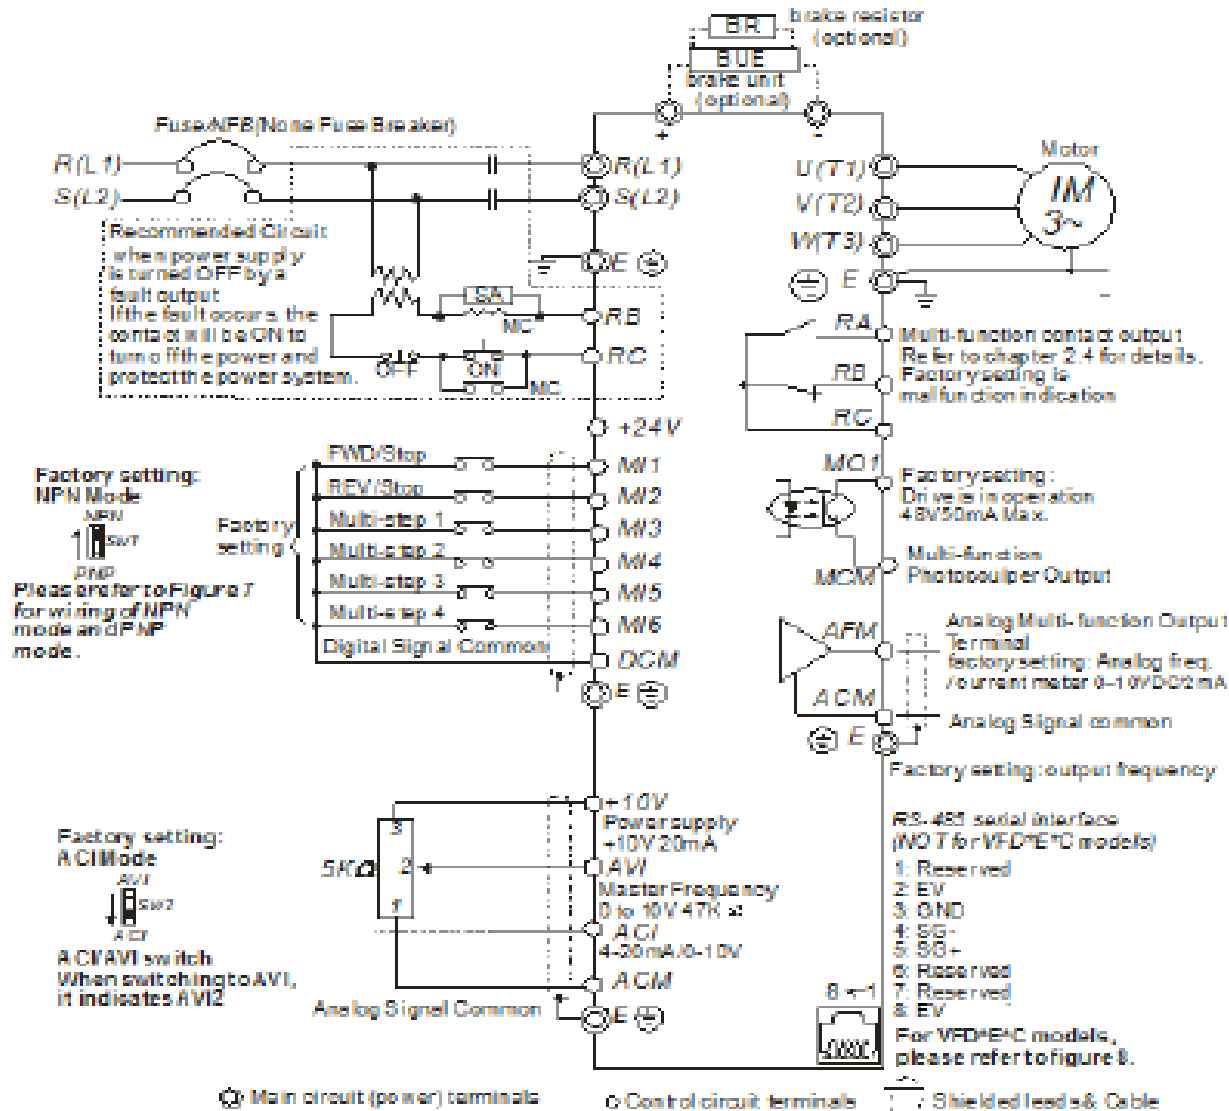 BR
brake resistor
(optional)
BUE
brake unit
(optional)
+
-
Fuse/NFB(None Fuse Breaker)
R(L1)
S(L2)
R(L1)
S(L2)
E
Recommended Circuit
when power supply
is turned OFF by a
fault output
If the fault occurs, the
contact will be ON to
turn off the power and
protect the power system.
SA
MC
RB
RC
OFF
ON
MC
U(T1)
V(T2)
W(T3)
E
Motor
IM
3~
RA
RB
RC
Multi-function contact output
Refer to chapter 2.4 for details.
Factory setting is
malfunction indication
+24V
Factory setting:
NPN Mode
NPN
SW1
PNP
Please refer to Figure 7
for wiring of NPN
mode and PNP
mode.
Factory
setting
FWD/Stop
REV/Stop
Multi-step 1
Multi-step 2
Multi-step 3
Multi-step 4
Digital Signal Common
MI1
MI2
MI3
MI4
MI5
MI6
DCM
E
MO1
Factory setting:
Drive is in operation
48V50mA Max.
MCM
Multi-function
Photocoulper Output
AFM
Analog Multi-function Output
Terminal
factory setting: Analog freq.
/current meter 0~10VDC/2mA
ACM
Analog Signal common
E
Factory setting: output frequency
+10V
Power supply
+10V 20mA
3
2
1
5KΩ
AVI
Master Frequency
0 to 10V 47K
ACI
4-20mA/0-10V
ACM
Analog Signal Common
E
Factory setting:
ACI Mode
AVI
SW2
ACI
ACI/AVI switch
When switching to AVI,
it indicates AVI2
RS-485 serial interface
(NOT for VFD*E*C models)
1: Reserved
2: EV
3: GND
4: SG-
5: SG+
6: Reserved
7: Reserved
8: EV
8←1
For VFD*E*C models,
please refer to figure 8.
Main circuit (power) terminals
Control circuit terminals
Shielded leads & Cable